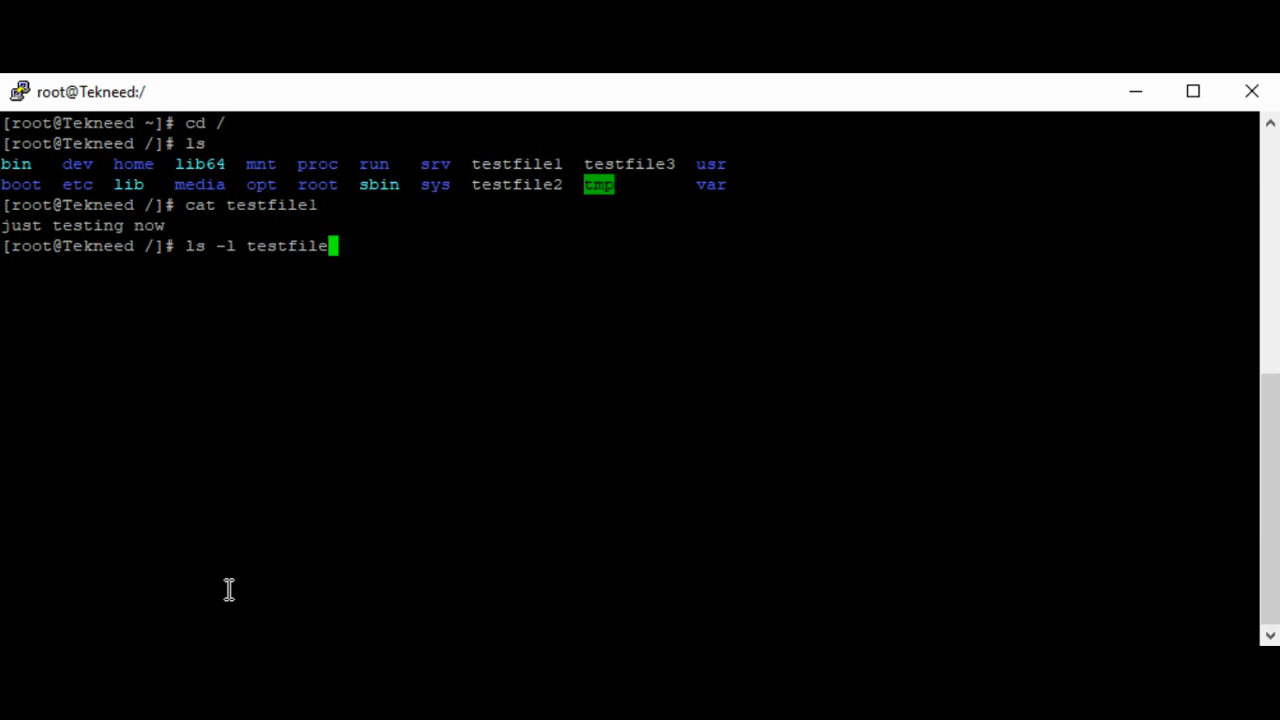 root@Tekneed:/
[root@Tekneed ~]# cd /
[root@Tekneed /]# ls
bin dev home lib64 mnt proc run srv testfile1 testfile3 usr
boot etc lib media opt root sbin sys testfile2 tmp var
[root@Tekneed /]# cat testfile1
just testing now
[root@Tekneed /]# ls -l testfile